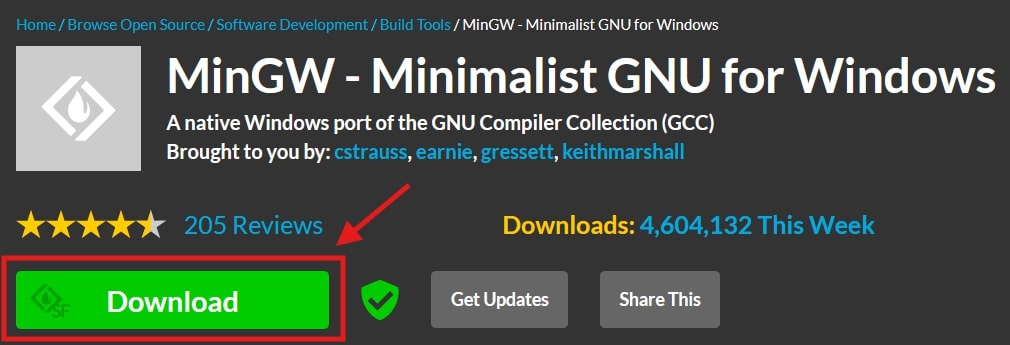 Home / Browse Open Source / Software Development / Build Tools / MinGW - Minimalist GNU for Windows
MinGW - Minimalist GNU for Windows
A native Windows port of the GNU Compiler Collection (GCC)
Brought to you by: cstrauss, earnie, gressett, keithmarshall
205 Reviews
Downloads: 4,604,132 This Week
SF Download
Get Updates
Share This